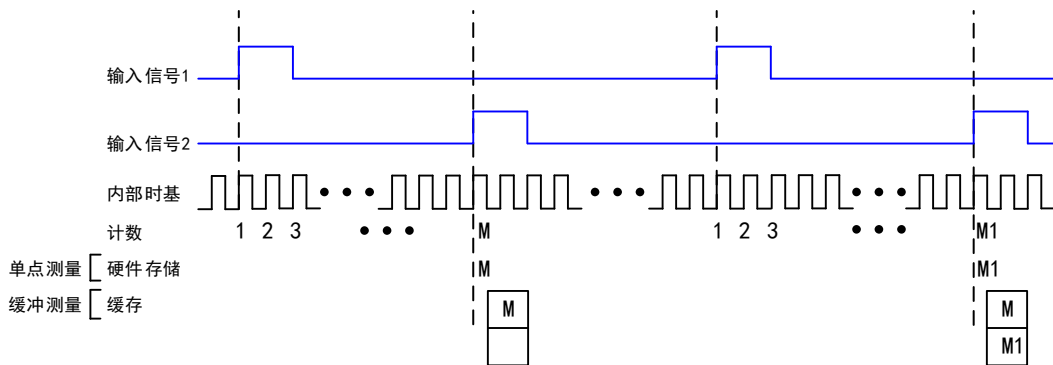 输入信号1
输入信号2
内部时基
计数 1 2 3 M 1 2 3 M1
单点测量 硬件存储 M M1
缓冲测量 缓存 M M
M1